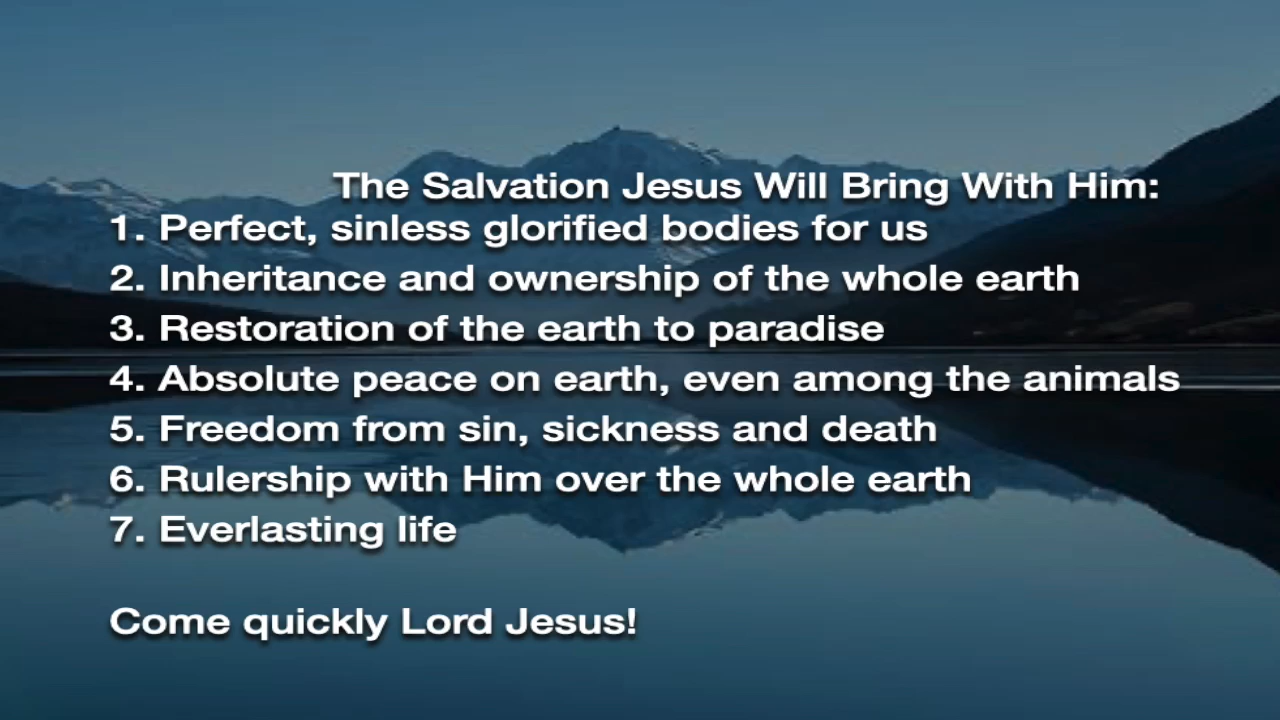 The Salvation Jesus Will Bring With Him:
1. Perfect, sinless glorified bodies for us
2. Inheritance and ownership of the whole earth
3. Restoration of the earth to paradise
4. Absolute peace on earth, even among the animals
5. Freedom from sin, sickness and death
6. Rulership with Him over the whole earth
7. Everlasting life
Come quickly Lord Jesus!